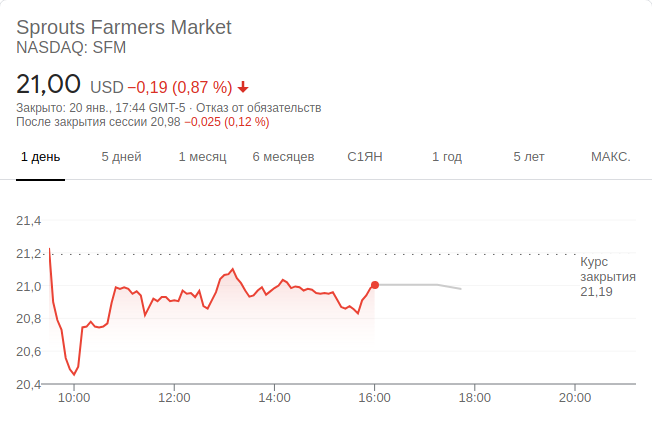 Sprouts Farmers Market
NASDAQ: SFM
21,00 USD −0,19 (0,87 %)
Закрыто: 20 янв., 17:44 GMT-5 · Отказ от обязательств
После закрытия сессии 20,98 −0,025 (0,12 %)
1 день 5 дней 1 месяц 6 месяцев С1ЯН 1 год 5 лет МАКС.
21,4
21,2
Курс
закрытия
21,19
21,0
20,8
20,6
20,4
10:00 12:00 14:00 16:00 18:00 20:00